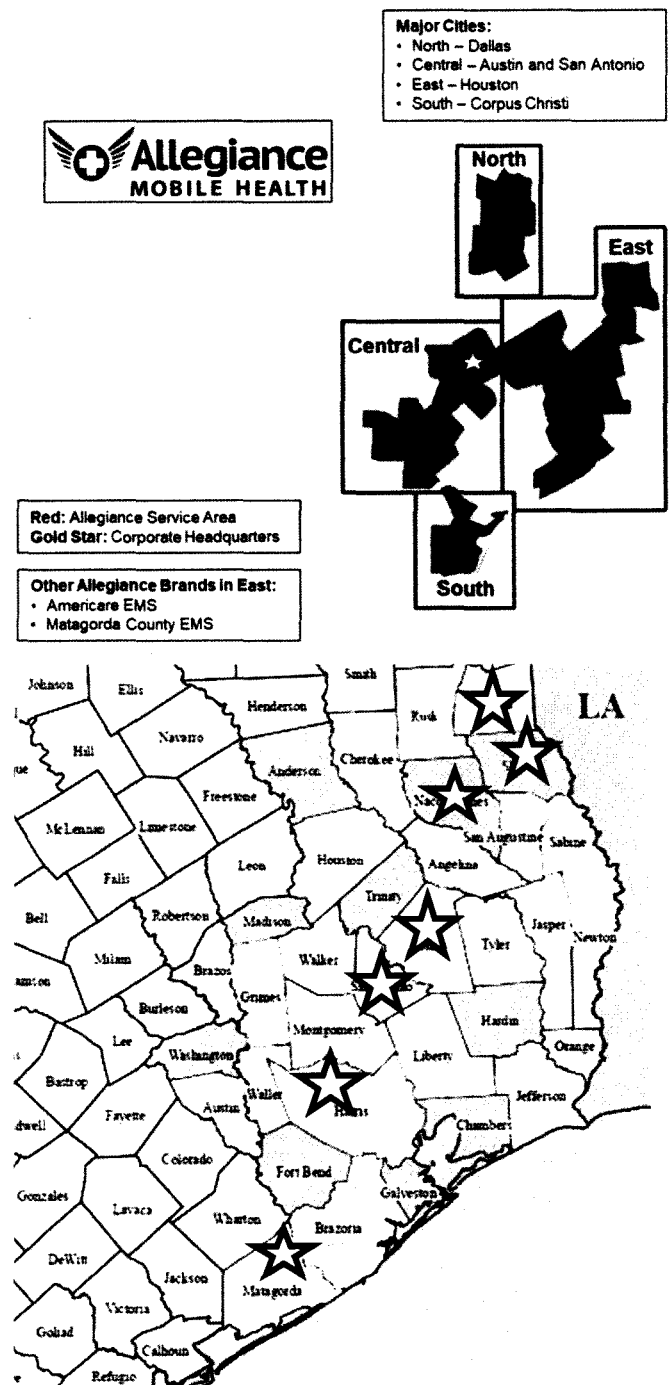 Major Cities:
• North – Dallas
• Central – Austin and San Antonio
• East – Houston
• South – Corpus Christi
Allegiance
MOBILE HEALTH
North
East
Central
South
Red: Allegiance Service Area
Gold Star: Corporate Headquarters
Other Allegiance Brands in East:
• Americare EMS
• Matagorda County EMS
Johnson
Ellis
Henderson
Smith
Rusk
LA
Hill
Navarro
Anderson
Cherokee
Freestone
McLennan
Limestone
San Augustine
Sabine
Falls
Leon
Houston
Angelina
Trinity
Bell
Robertson
Madison
Milam
Brazos
Walker
Tyler
Jasper
Newton
Burleson
Grimes
Montgomery
Hardin
Lee
Washington
Liberty
Orange
Bastrop
Waller
Harris
Jefferson
Fayette
Austin
Chambers
Colorado
Fort Bend
Gonzales
Lavaca
Galveston
Wharton
Brazoria
DeWitt
Jackson
Matagorda
Victoria
Goliad
Calhoun
Refugio